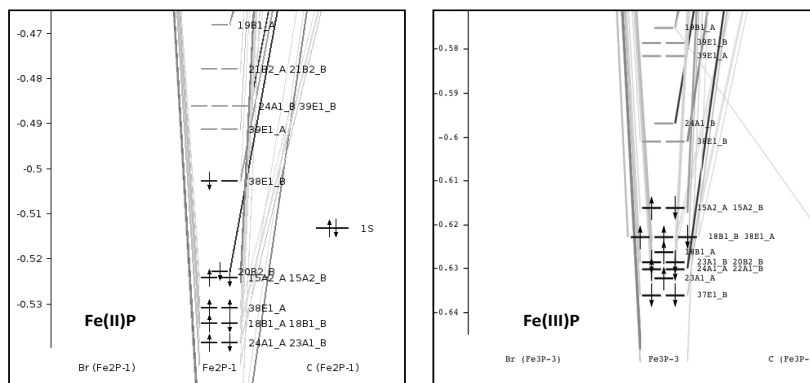 -0.47
-0.48
-0.49
-0.5
-0.51
-0.52
-0.53
19B1_A
21B2_A 21B2_B
24A1_B 39E1_B
39E1_A
38E1_B
1S
20B2_B
15A2_A 15A2_B
38E1_A
18B1_A 18B1_B
24A1_A 23A1_B
Fe(II)P
Br (Fe2P-1)
Fe2P-1
C (Fe2P-1)
-0.58
-0.6
-0.61
-0.62
-0.63
-0.64
19B1_A
39E1_B
39E1_A
24A1_B
38E1_B
15A2_A 15A2_B
18B1_B 38E1_A
18B1_A
23A1_B 20B2_B
24A1_A 22A1_B
23A1_A
37E1_B
Fe(III)P
Br (Fe3P-3)
Fe3P-3
C (Fe3P-